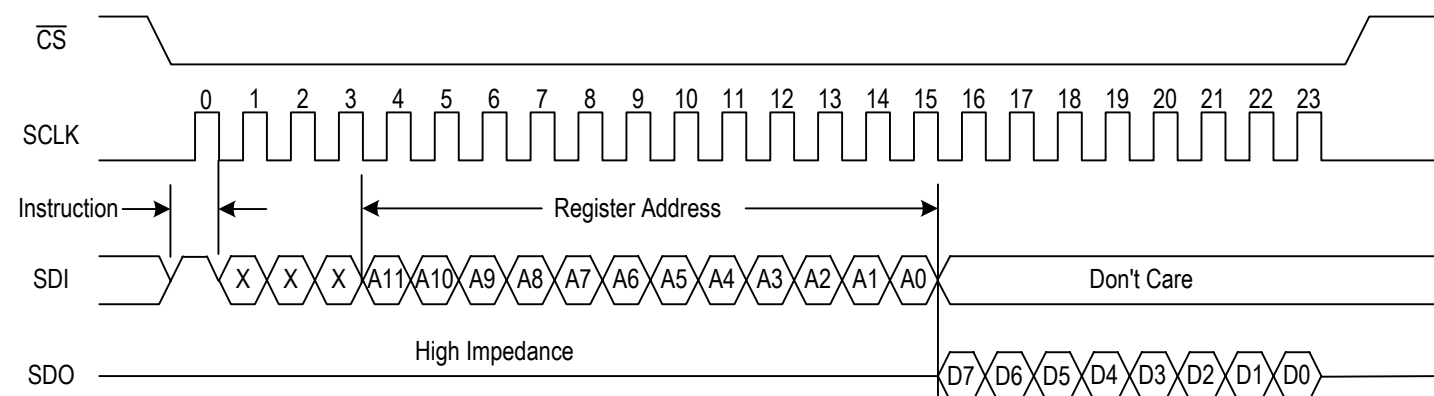 CS
0 1 2 3 4 5 6 7 8 9 10 11 12 13 14 15 16 17 18 19 20 21 22 23
SCLK
Instruction Register Address
SDI X X X A11 A10 A9 A8 A7 A6 A5 A4 A3 A2 A1 A0 Don't Care
High Impedance
SDO D7 D6 D5 D4 D3 D2 D1 D0